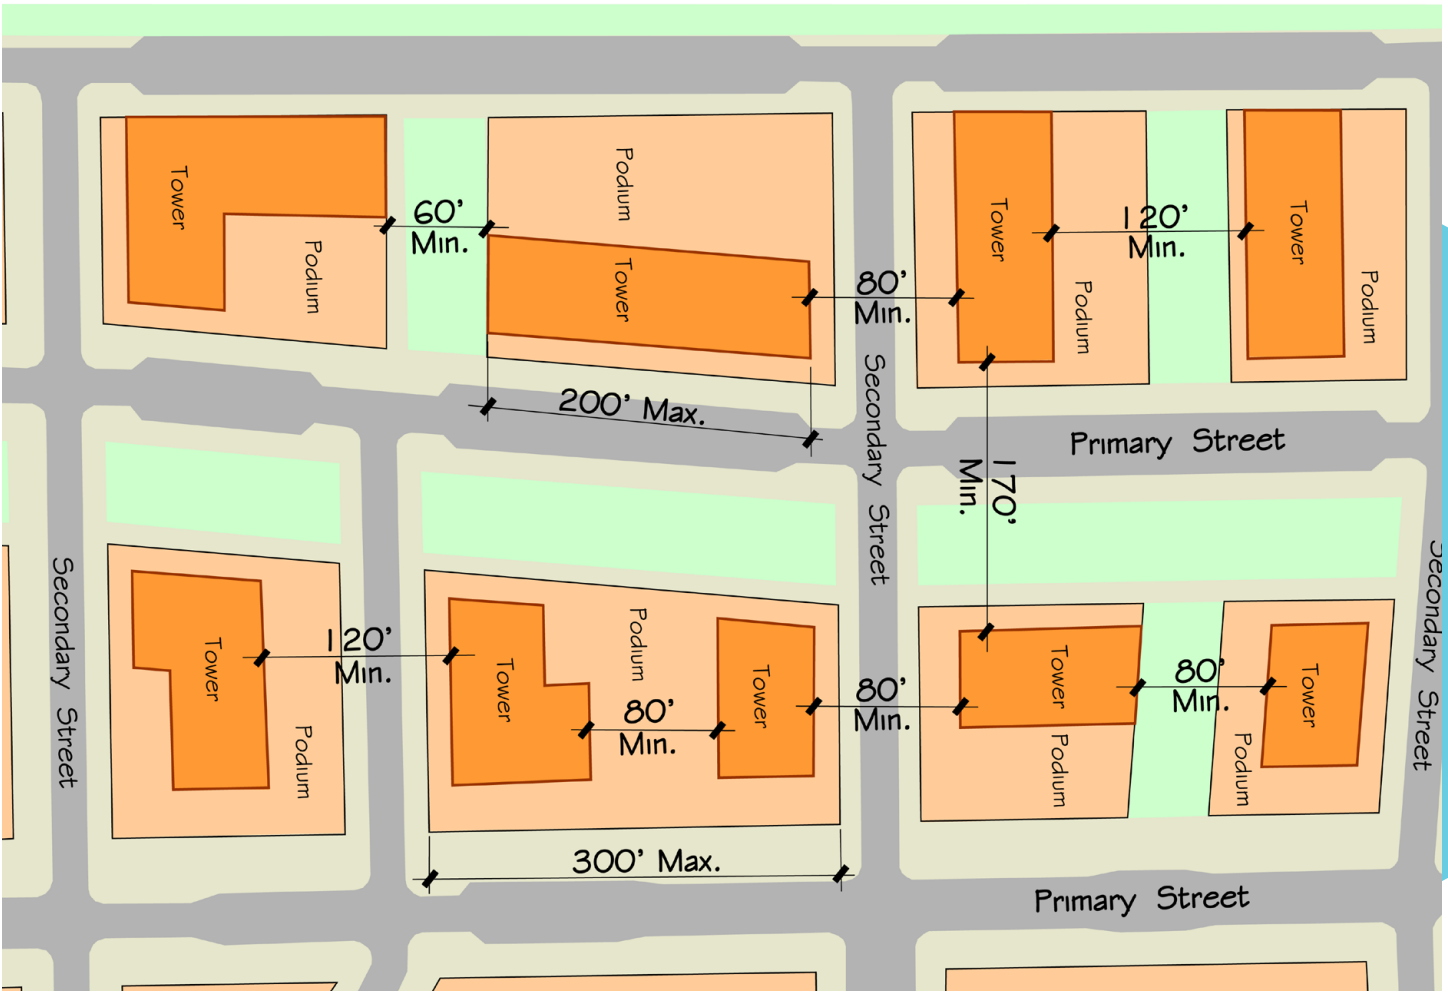 Tower
Podium
60'
Min.
Podium
Tower
80'
Min.
Tower
Podium
120'
Min.
Tower
Podium
200' Max.
Secondary Street
Primary Street
170'
Min.
Secondary Street
Tower
Podium
120'
Min.
Tower
Podium
80'
Min.
Tower
80'
Min.
Tower
Podium
80'
Min.
Podium
Tower
Secondary Street
300' Max.
Primary Street